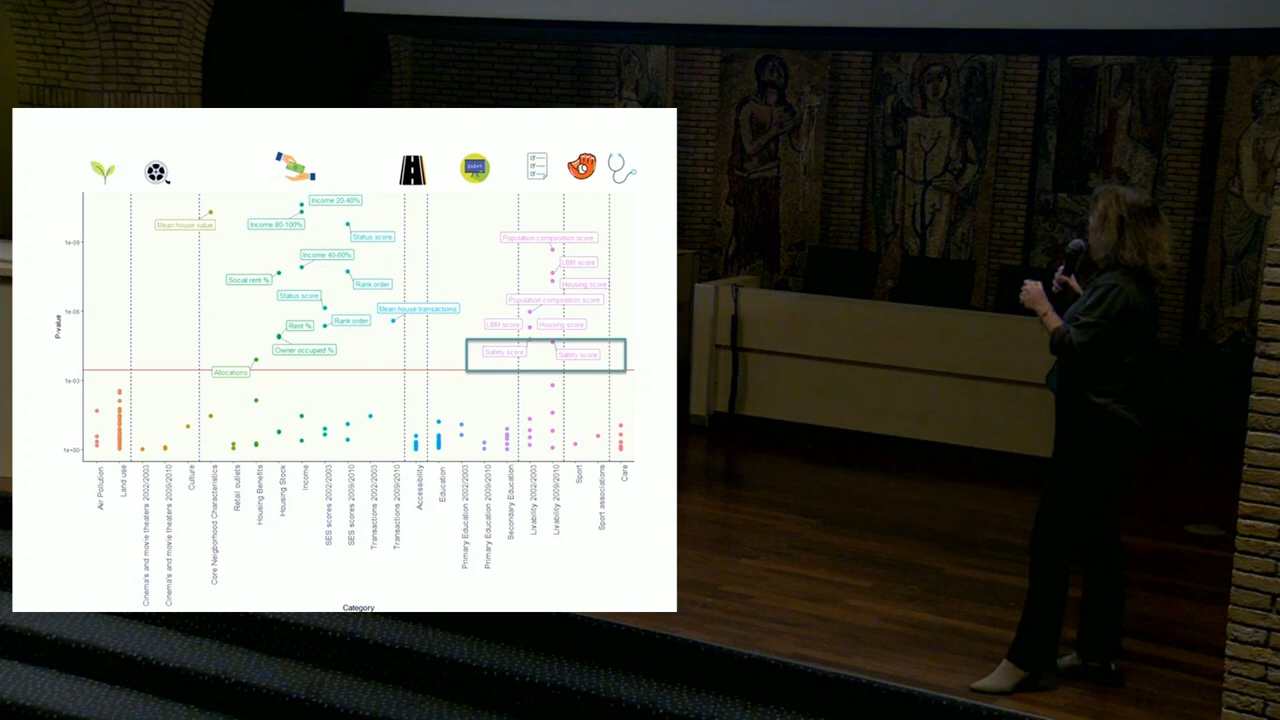 Income 20-40%
Mean house value
Income 80-100%
Status score
Population composition score
1e-09
Income 40-60%
LBM score
Social rent %
Rank order
Housing score
Status score
Population composition score
1e-06
Mean house transactions
Rent %
Rank order
LBM score
Housing score
Owner occupied %
Safety score
Safety score
Allocations
1e-03
1e+00
P-value
Air Pollution
Land use
Cinema's and movie theaters 2002/2003
Cinema's and movie theaters 2009/2010
Culture
Core Neigborhood Characteristics
Retail outlets
Housing Benefits
Housing Stock
Income
SES scores 2002/2003
SES scores 2009/2010
Transactions 2002/2003
Transactions 2009/2010
Accessibility
Education
Primary Education 2002/2003
Primary Education 2009/2010
Secondary Education
Livability 2002/2003
Livability 2009/2010
Sport
Sport associations
Care
Category